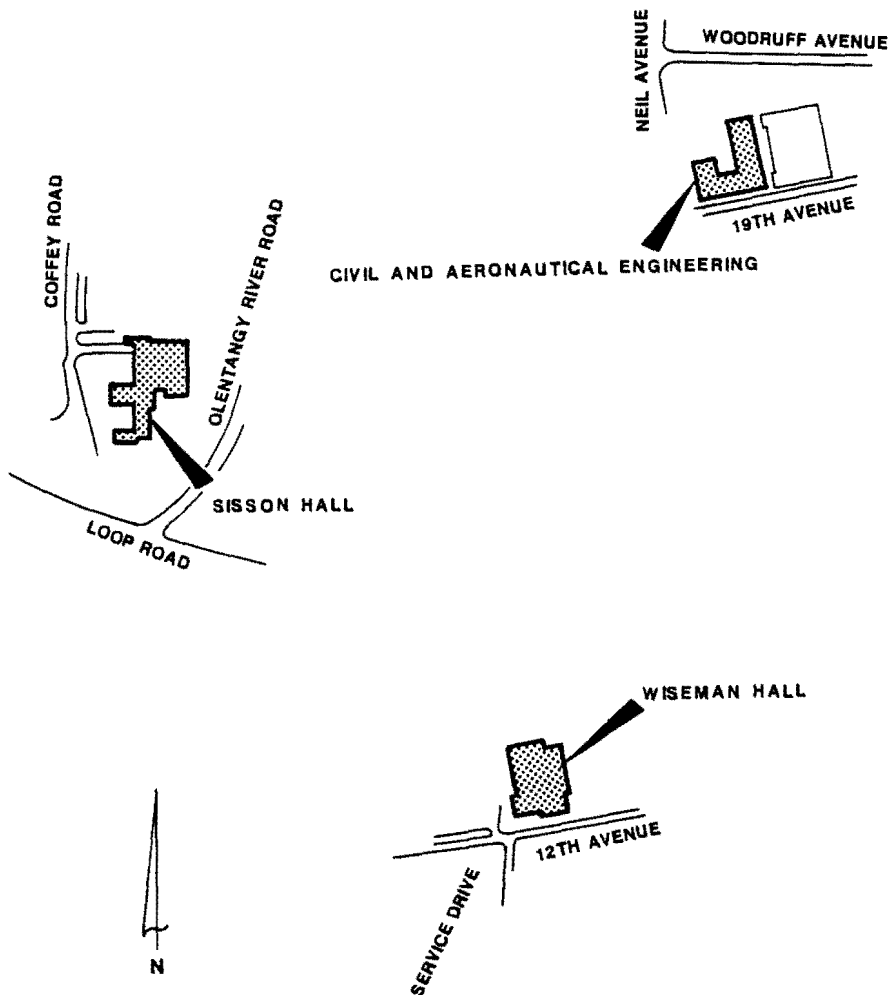 WOODRUFF AVENUE
NEIL AVENUE
19TH AVENUE
CIVIL AND AERONAUTICAL ENGINEERING
COFFEY ROAD
OLENTANGY RIVER ROAD
SISSON HALL
LOOP ROAD
WISEMAN HALL
12TH AVENUE
SERVICE DRIVE
N